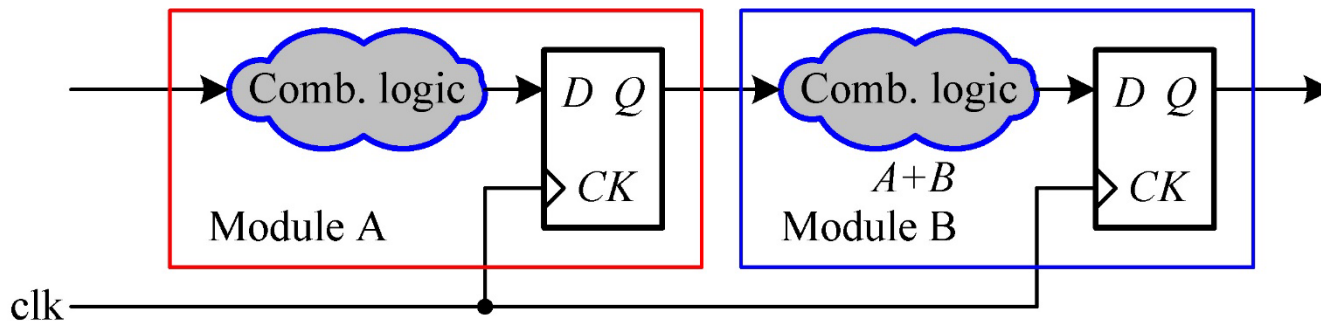 Comb. logic
D Q
CK
Module A
Comb. logic
A+B
D Q
CK
Module B
clk